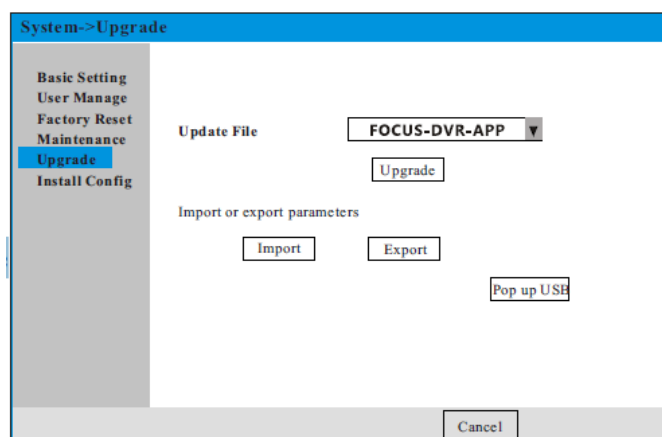 System->Upgrade
Basic Setting
User Manage
Factory Reset
Maintenance
Upgrade
Install Config
Update File FOCUS-DVR-APP
Upgrade
Import or export parameters
Import Export
Pop up USB
Cancel